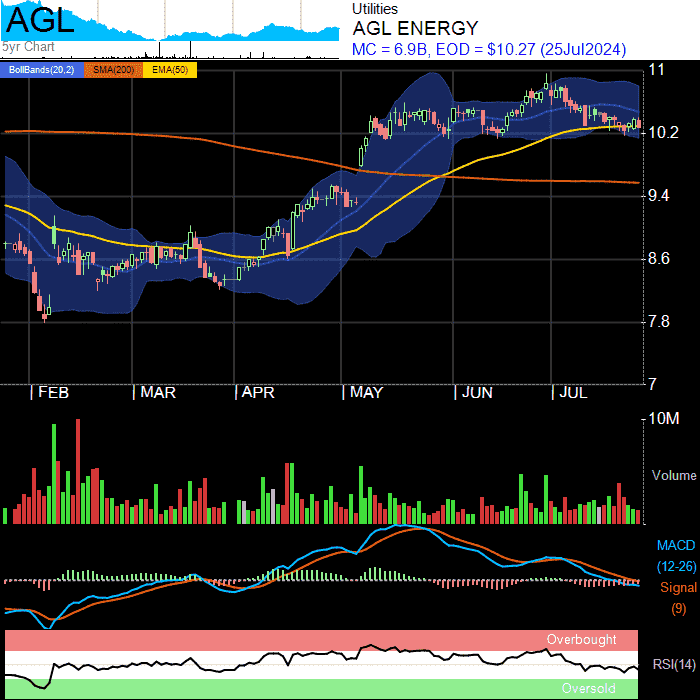 AGL
5yr Chart
Utilities
AGL ENERGY
MC = 6.9B, EOD = $10.27 (25Jul2024)
BollBands(20,2) SMA(200) EMA(50)
11
10.2
9.4
8.6
7.8
7
| FEB | MAR | APR | MAY | JUN | JUL
10M
Volume
MACD
(12-26)
Signal
(9)
Overbought
RSI(14)
Oversold